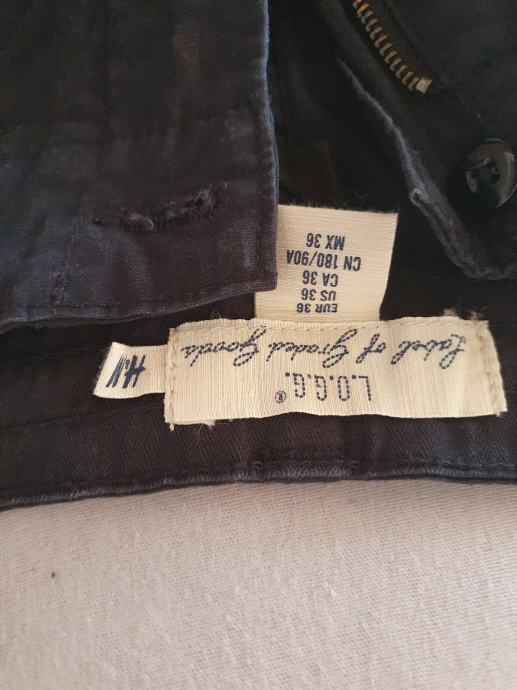 L.O.G.G.®
Label of Graded Goods
H&M
EUR 36
US 36
CA 36
CN 180/90A
MX 36